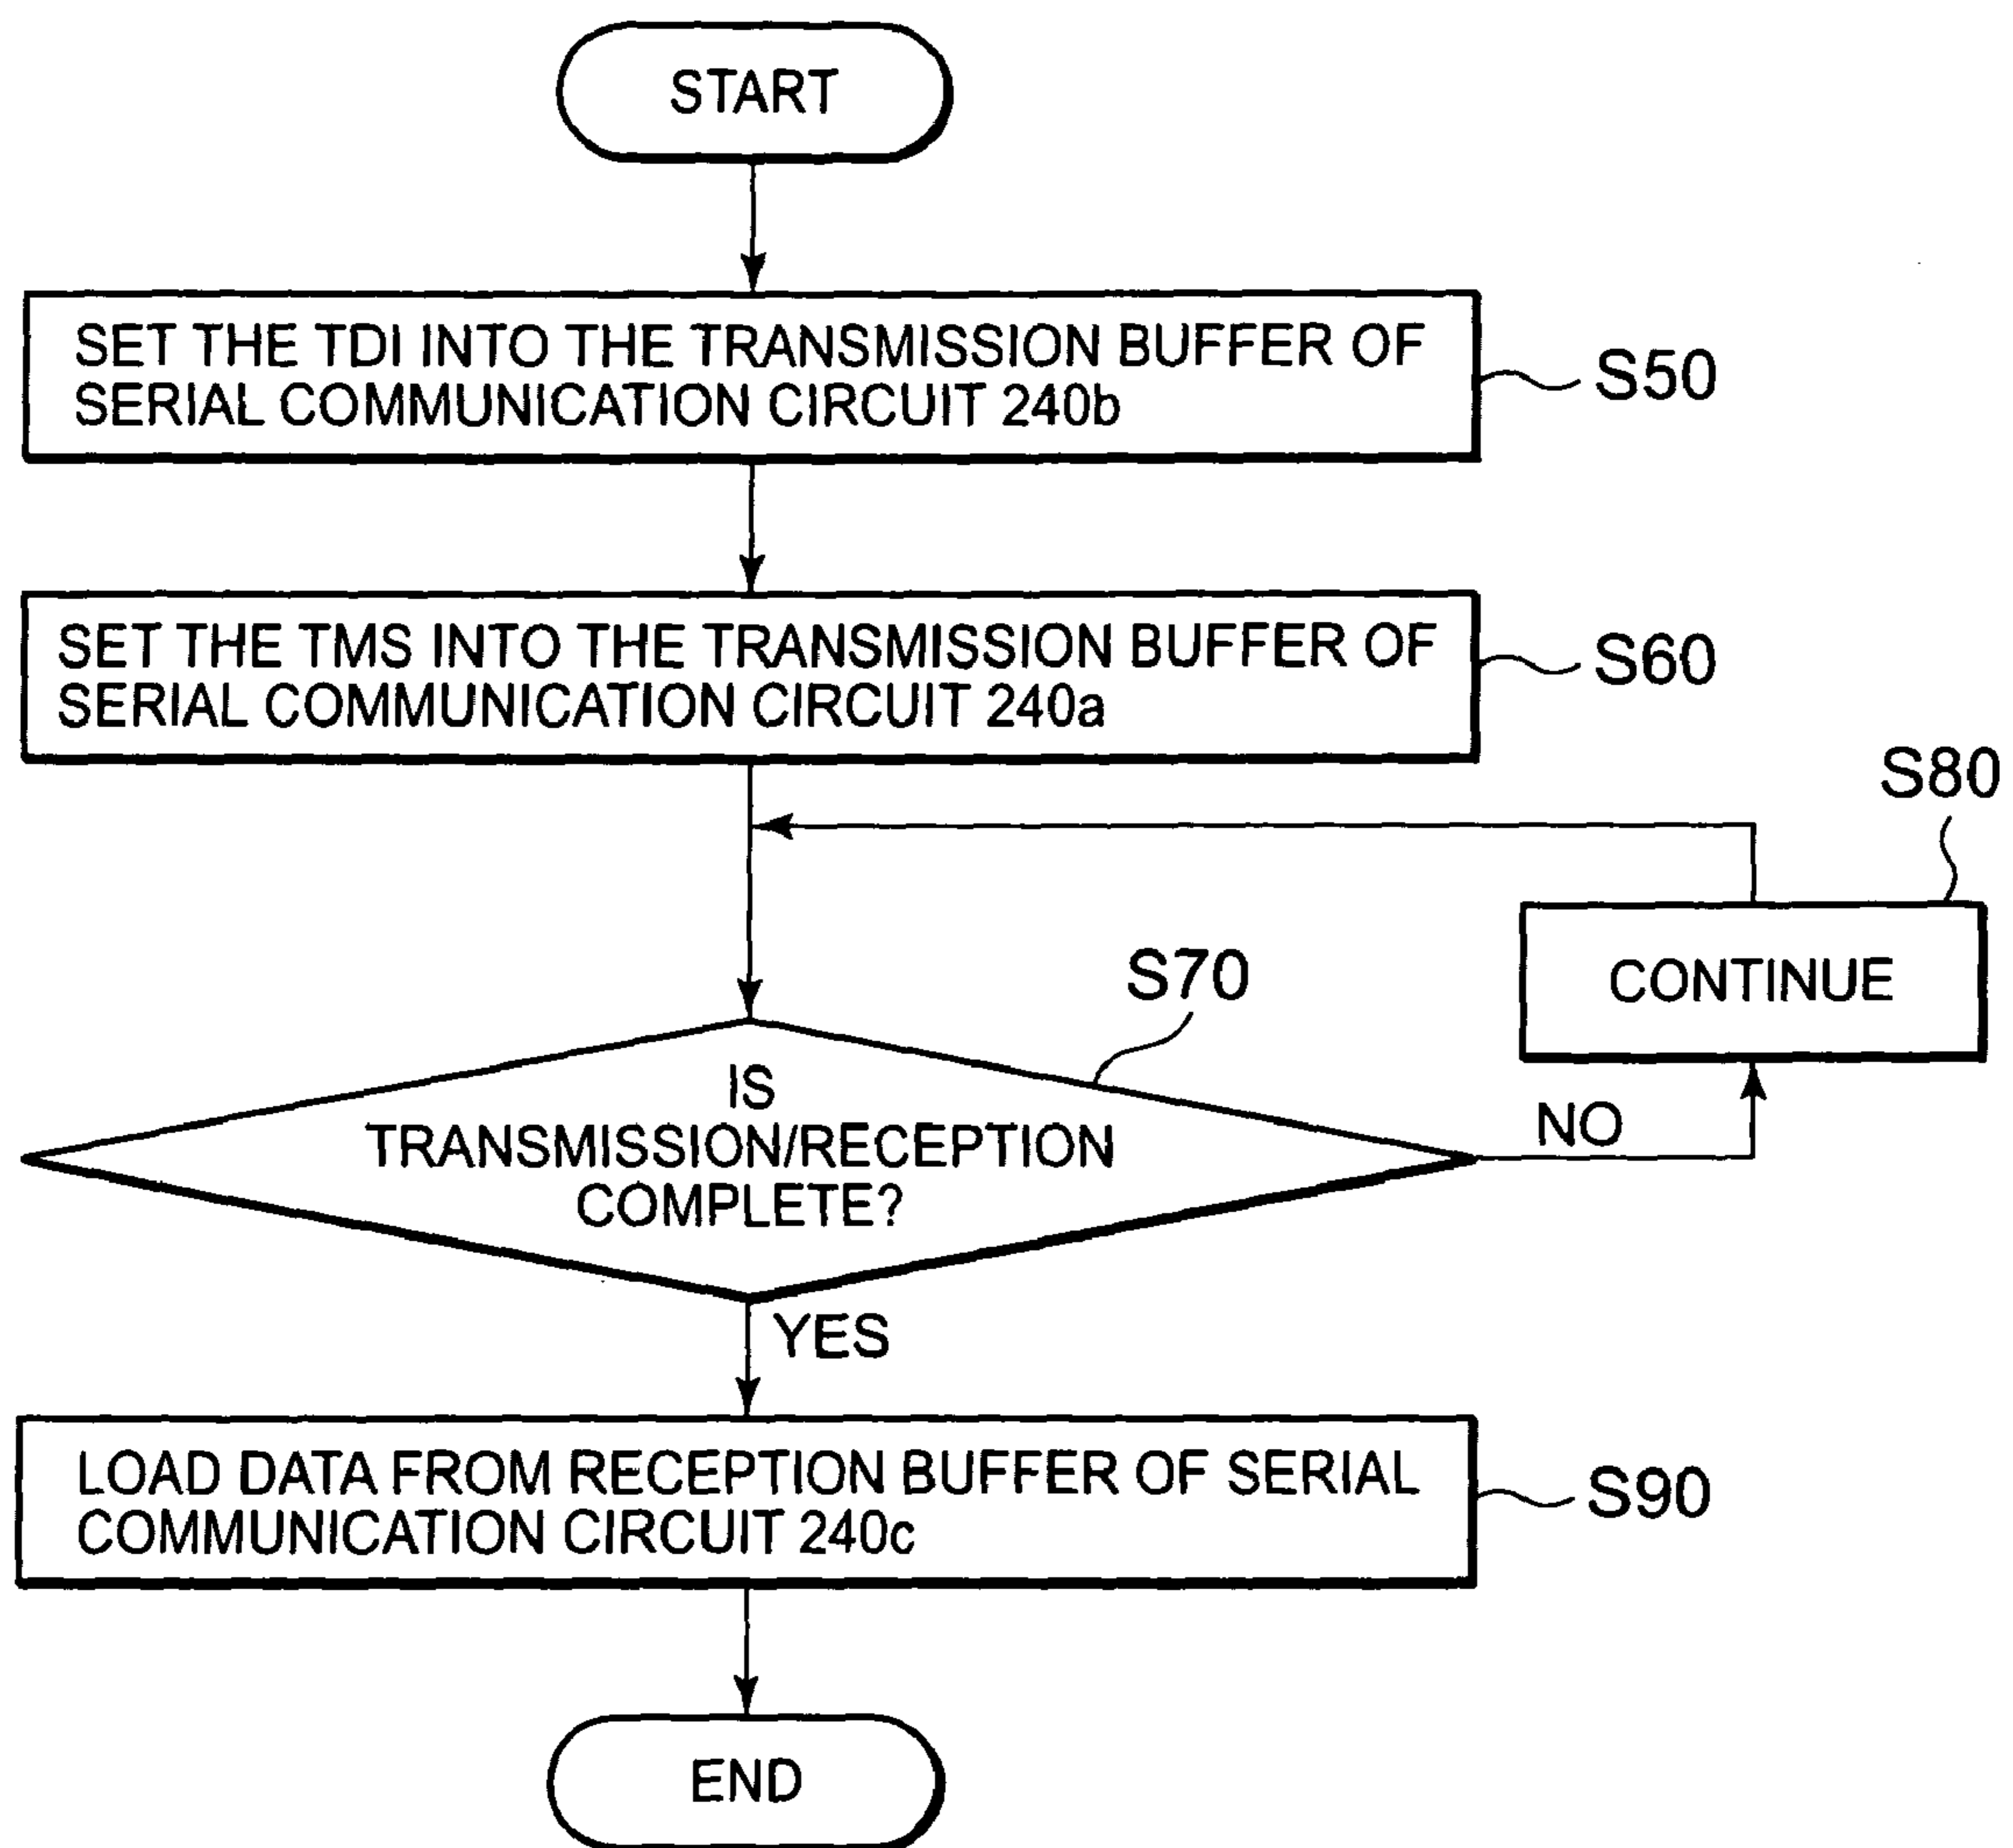 START
SET THE TDI INTO THE TRANSMISSION BUFFER OF
SERIAL COMMUNICATION CIRCUIT 240b
S50
SET THE TMS INTO THE TRANSMISSION BUFFER OF
SERIAL COMMUNICATION CIRCUIT 240a
S60
S80
CONTINUE
S70
IS
TRANSMISSION/RECEPTION
COMPLETE?
NO
YES
LOAD DATA FROM RECEPTION BUFFER OF SERIAL
COMMUNICATION CIRCUIT 240c
S90
END